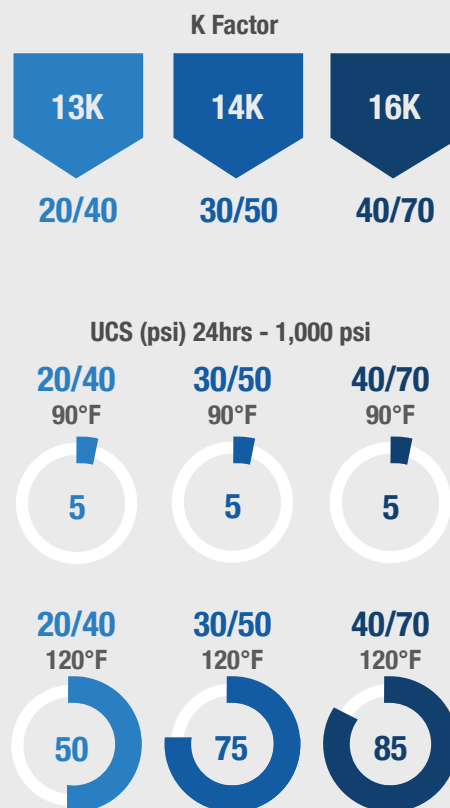 K Factor
13K 14K 16K
20/40 30/50 40/70
UCS (psi) 24hrs - 1,000 psi
20/40 30/50 40/70
90°F 90°F 90°F
5 5 5
20/40 30/50 40/70
120°F 120°F 120°F
50 75 85